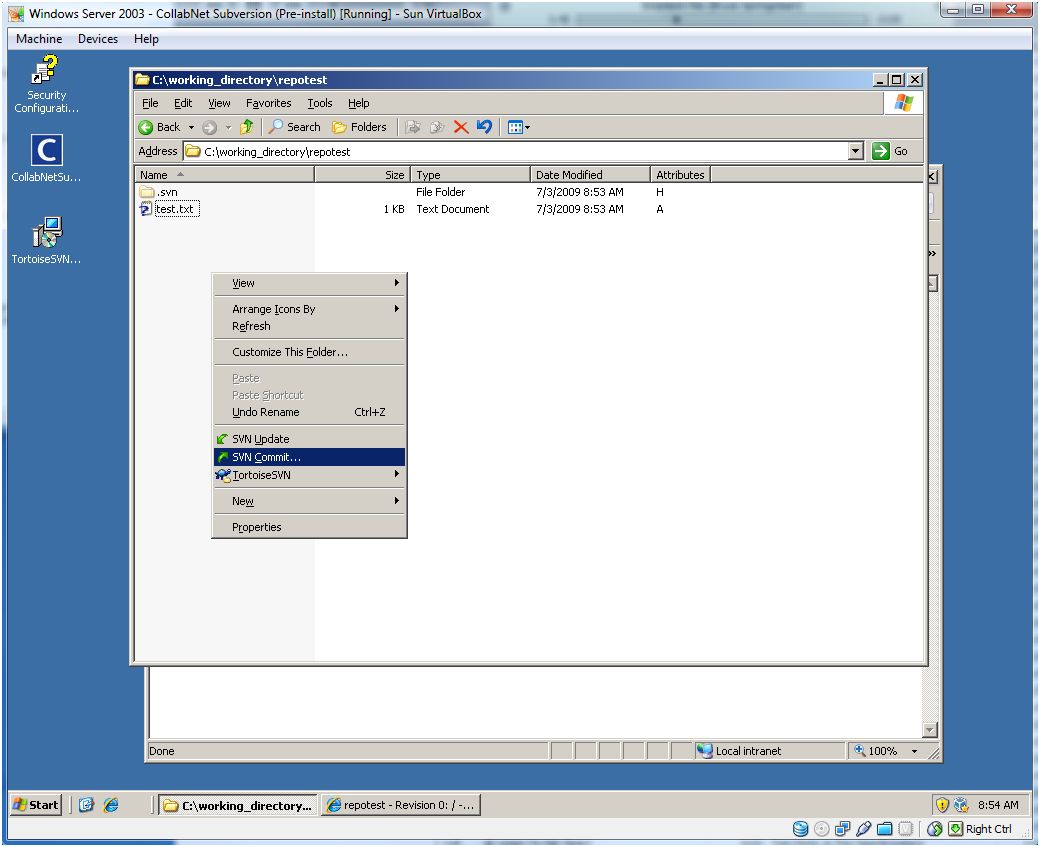 Windows Server 2003 - CollabNet Subversion (Pre-install) [Running] - Sun VirtualBox
Machine Devices Help
Security
Configurati...
CollabNetSu...
TortoiseSVN...
C:\working_directory\repotest
File Edit View Favorites Tools Help
Back Search Folders
Address C:\working_directory\repotest Go
Name Size Type Date Modified Attributes
.svn File Folder 7/3/2009 8:53 AM H
test.txt 1 KB Text Document 7/3/2009 8:53 AM A
View
Arrange Icons By
Refresh
Customize This Folder...
Paste
Paste Shortcut
Undo Rename Ctrl+Z
SVN Update
SVN Commit...
TortoiseSVN
New
Properties
Done Local intranet 100%
Start C:\working_directory... repotest - Revision 0: / -... 8:54 AM
Right Ctrl